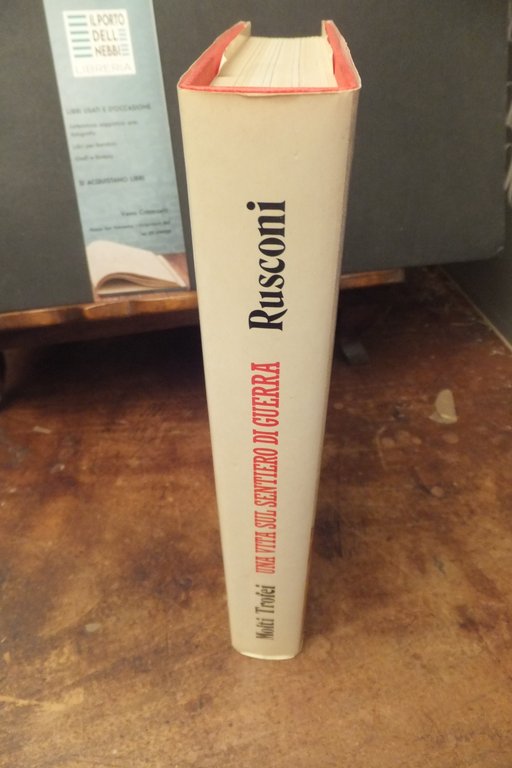 IL PORTO
DELLE
NEBBIE
LIBRERIA
LIBRI USATI E D'OCCASIONE
SI ACQUISTANO LIBRI
Molti Trofei UNA VITA SUL SENTIERO DI GUERRA Rusconi